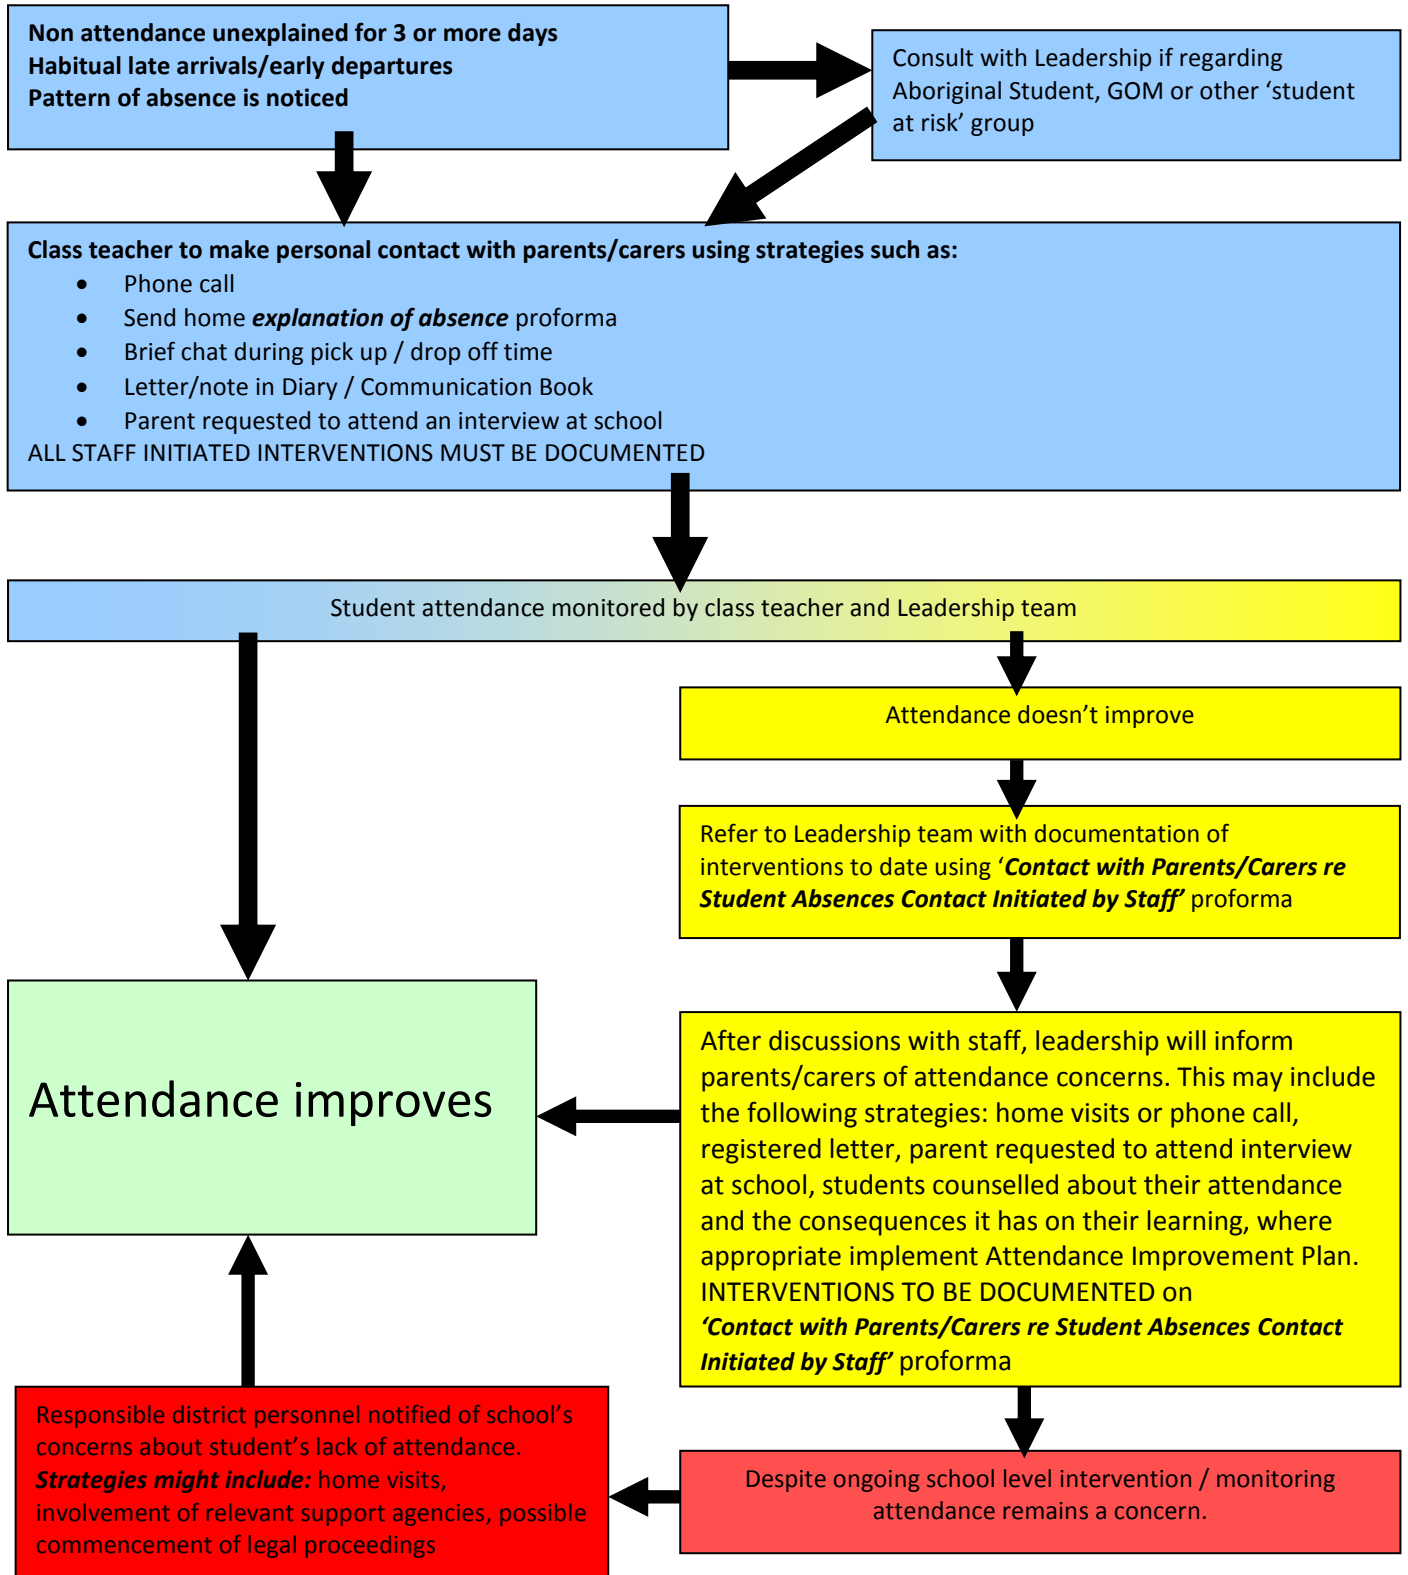 Non attendance unexplained for 3 or more days
Habitual late arrivals/early departures
Pattern of absence is noticed
Consult with Leadership if regarding
Aboriginal Student, GOM or other ‘student
at risk’ group
Class teacher to make personal contact with parents/carers using strategies such as:
• Phone call
• Send home explanation of absence proforma
• Brief chat during pick up / drop off time
• Letter/note in Diary / Communication Book
• Parent requested to attend an interview at school
ALL STAFF INITIATED INTERVENTIONS MUST BE DOCUMENTED
Student attendance monitored by class teacher and Leadership team
Attendance doesn’t improve
Refer to Leadership team with documentation of
interventions to date using ‘Contact with Parents/Carers re
Student Absences Contact Initiated by Staff’ proforma
Attendance improves
After discussions with staff, leadership will inform
parents/carers of attendance concerns. This may include
the following strategies: home visits or phone call,
registered letter, parent requested to attend interview
at school, students counselled about their attendance
and the consequences it has on their learning, where
appropriate implement Attendance Improvement Plan.
INTERVENTIONS TO BE DOCUMENTED on
‘Contact with Parents/Carers re Student Absences Contact
Initiated by Staff’ proforma
Despite ongoing school level intervention / monitoring
attendance remains a concern.
Responsible district personnel notified of school’s
concerns about student’s lack of attendance.
Strategies might include: home visits,
involvement of relevant support agencies, possible
commencement of legal proceedings